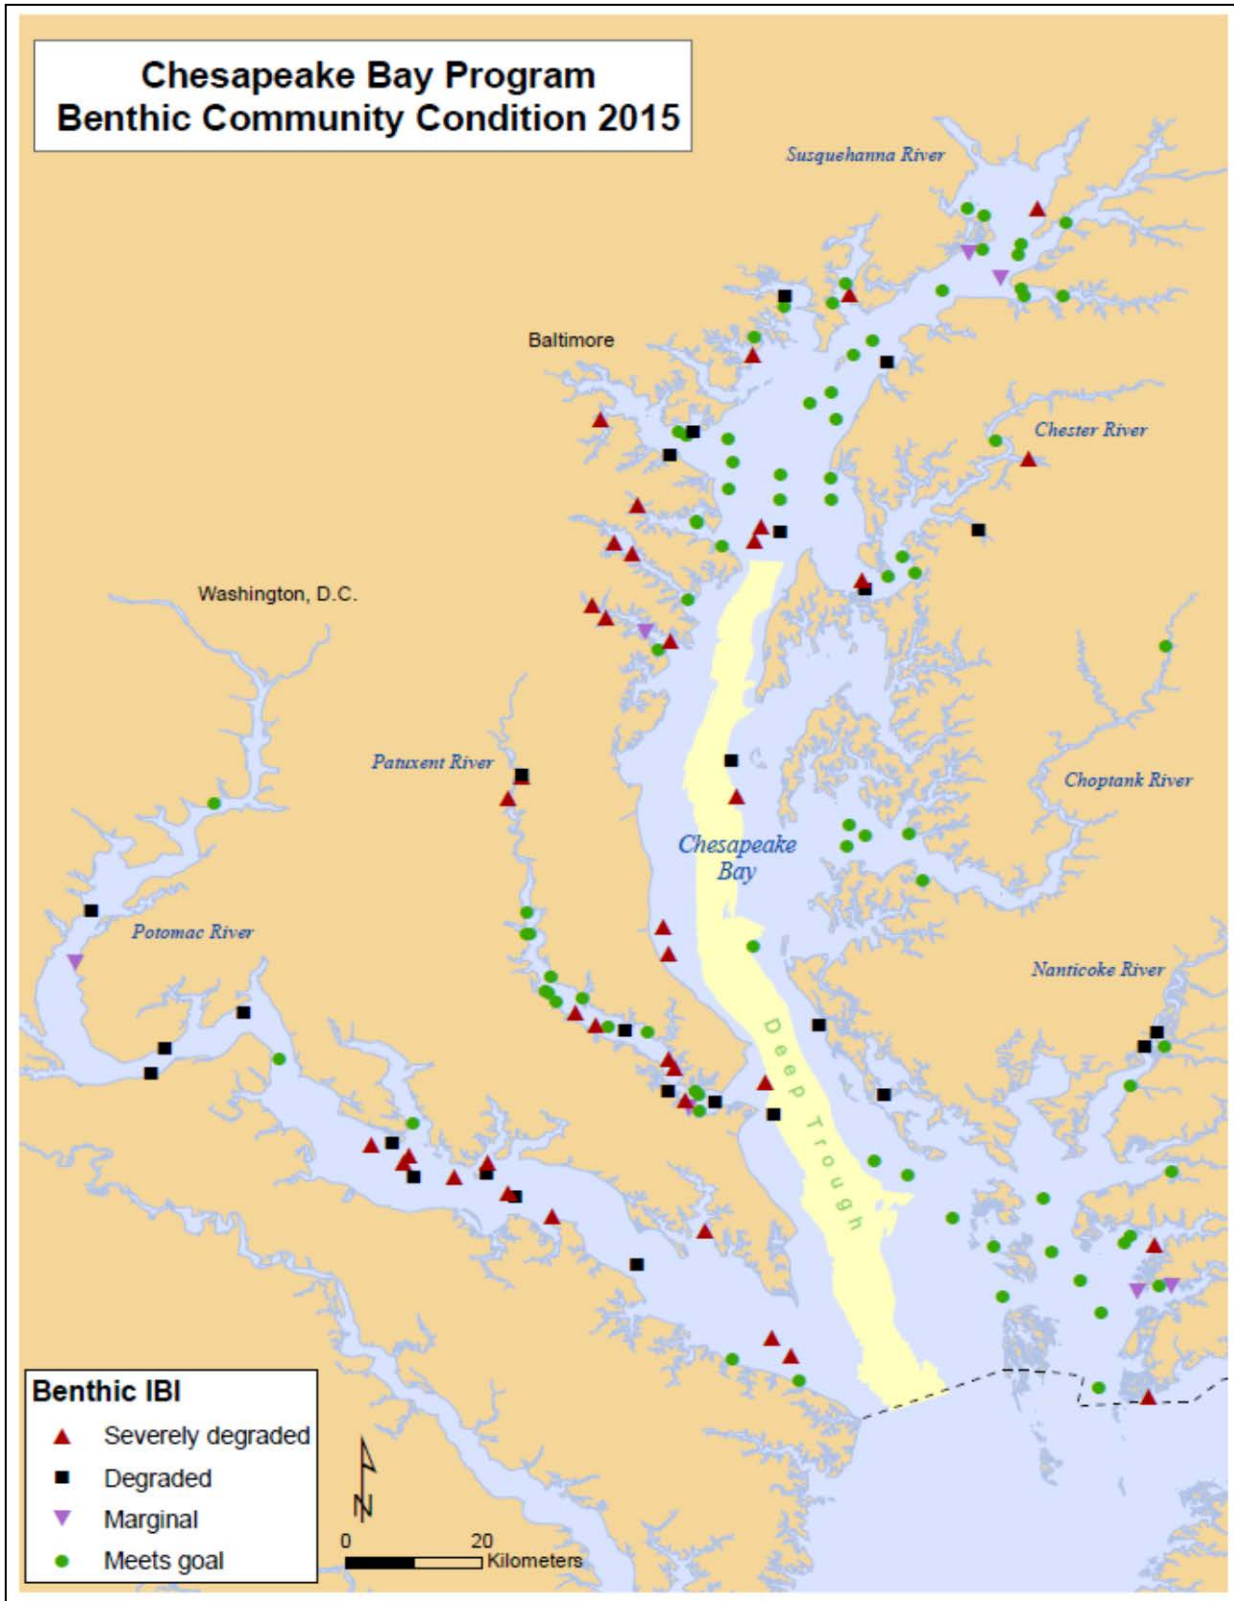 Chesapeake Bay Program
Benthic Community Condition 2015
Susquehanna River
Baltimore
Chester River
Washington, D.C.
Patuxent River
Choptank River
Chesapeake
Bay
Potomac River
Nanticoke River
Deep Trough
Benthic IBI
Severely degraded
Degraded
Marginal
Meets goal
N
0 20
Kilometers